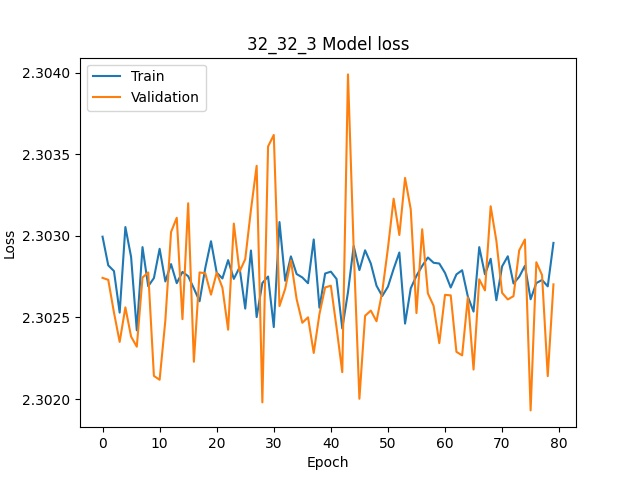 32_32_3 Model loss
Train
Validation
Loss
2.3040
2.3035
2.3030
2.3025
2.3020
0 10 20 30 40 50 60 70 80
Epoch